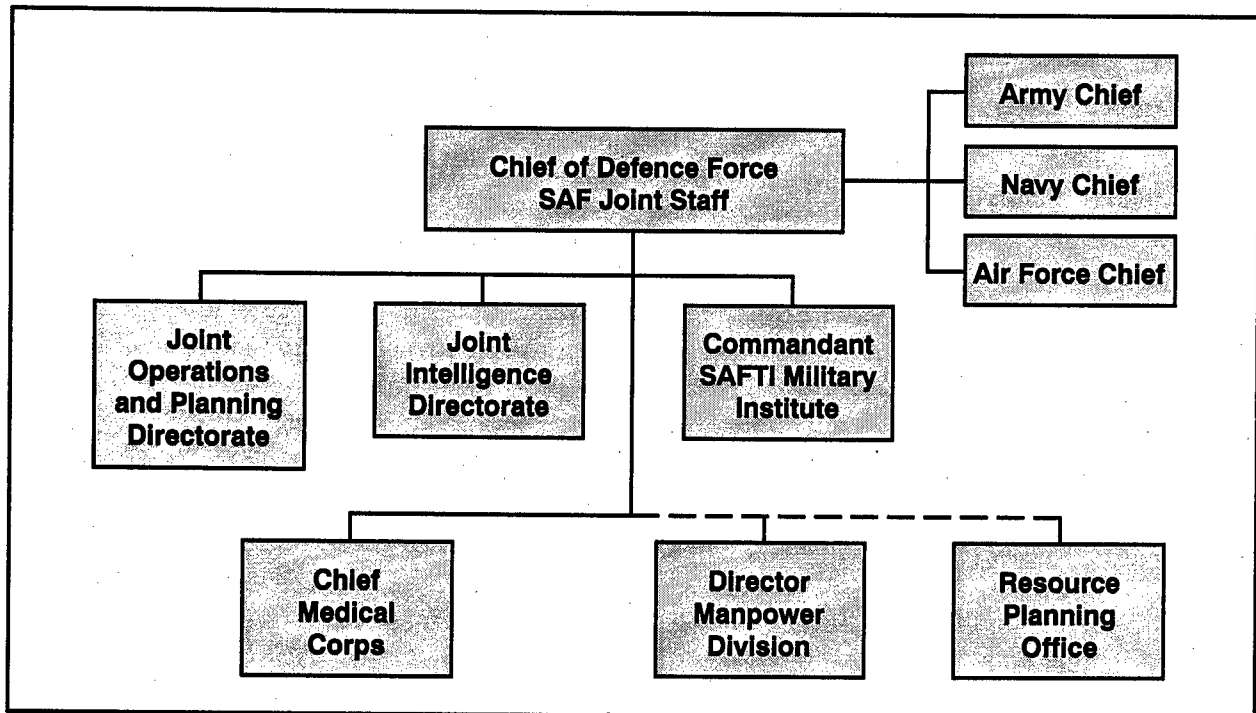 Army Chief
Chief of Defence Force
SAF Joint Staff
Navy Chief
Air Force Chief
Joint
Operations
and Planning
Directorate
Joint
Intelligence
Directorate
Commandant
SAFTI Military
Institute
Chief
Medical
Corps
Director
Manpower
Division
Resource
Planning
Office